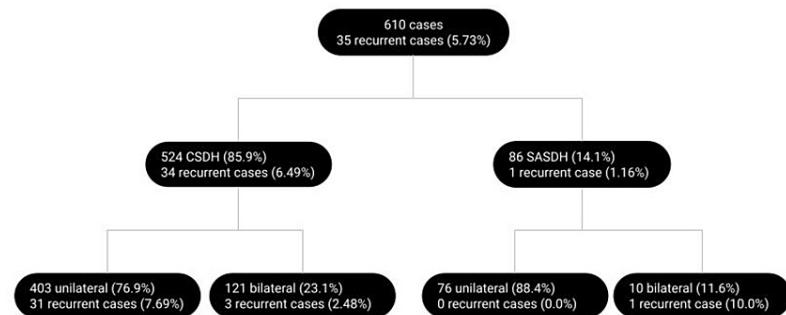 610 cases
35 recurrent cases (5.73%)
524 CSDH (85.9%)
34 recurrent cases (6.49%)
86 SASDH (14.1%)
1 recurrent case (1.16%)
403 unilateral (76.9%)
31 recurrent cases (7.69%)
121 bilateral (23.1%)
3 recurrent cases (2.48%)
76 unilateral (88.4%)
0 recurrent cases (0.0%)
10 bilateral (11.6%)
1 recurrent case (10.0%)